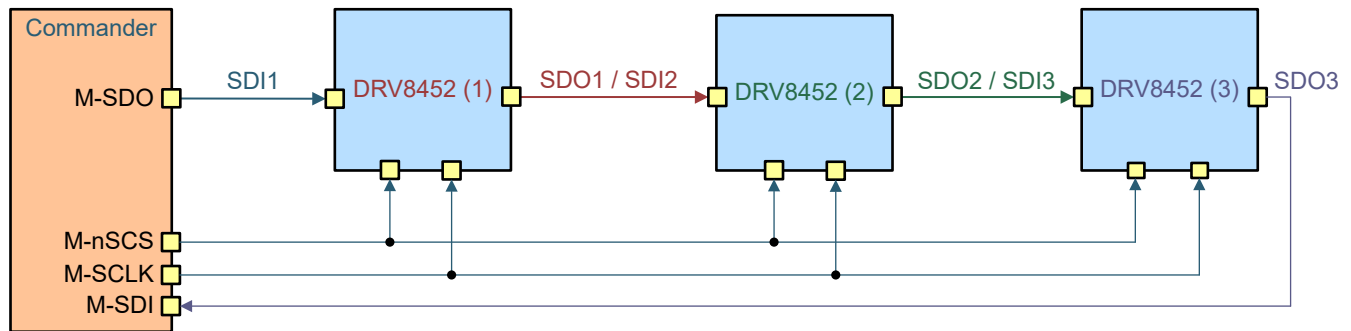 Commander
M-SDO
SDI1
DRV8452 (1)
SDO1 / SDI2
DRV8452 (2)
SDO2 / SDI3
DRV8452 (3)
SDO3
M-nSCS
M-SCLK
M-SDI